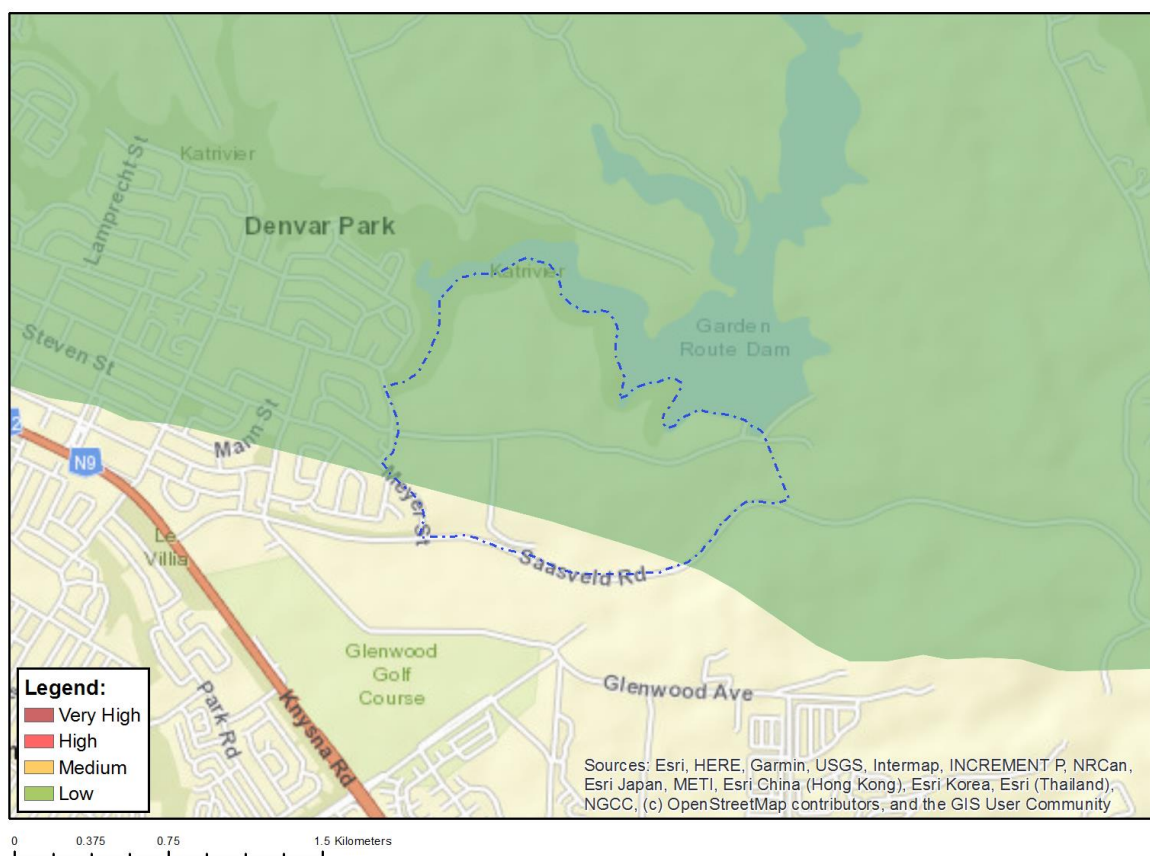 Lamprecht St
Katrivier
Denvar Park
Katrivier
Garden
Route Dam
Steven St
Mann St
N9
Meyer St
Le
Villia
Saasveld Rd
Glenwood
Golf
Course
Glenwood Ave
Park Rd
Knysna Rd
Legend:
Very High
High
Medium
Low
Sources: Esri, HERE, Garmin, USGS, Intermap, INCREMENT P, NRCan,
Esri Japan, METI, Esri China (Hong Kong), Esri Korea, Esri (Thailand),
NGCC, (c) OpenStreetMap contributors, and the GIS User Community
0 0.375 0.75 1.5 Kilometers